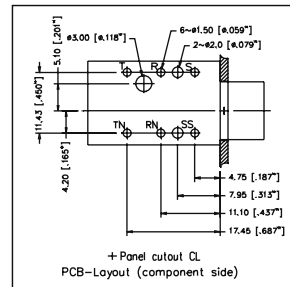 ø3.00 [ø.118"]
6~ø1.50 [ø.059"]
2~ø2.0 [ø.079"]
5.10 [.201"]
11.43 [.450"]
4.20 [.165"]
T R S
TN RN SS
4.75 [.187"]
7.95 [.313"]
11.10 [.437"]
17.45 [.687"]
+ Panel cutout CL
PCB-Layout (component side)